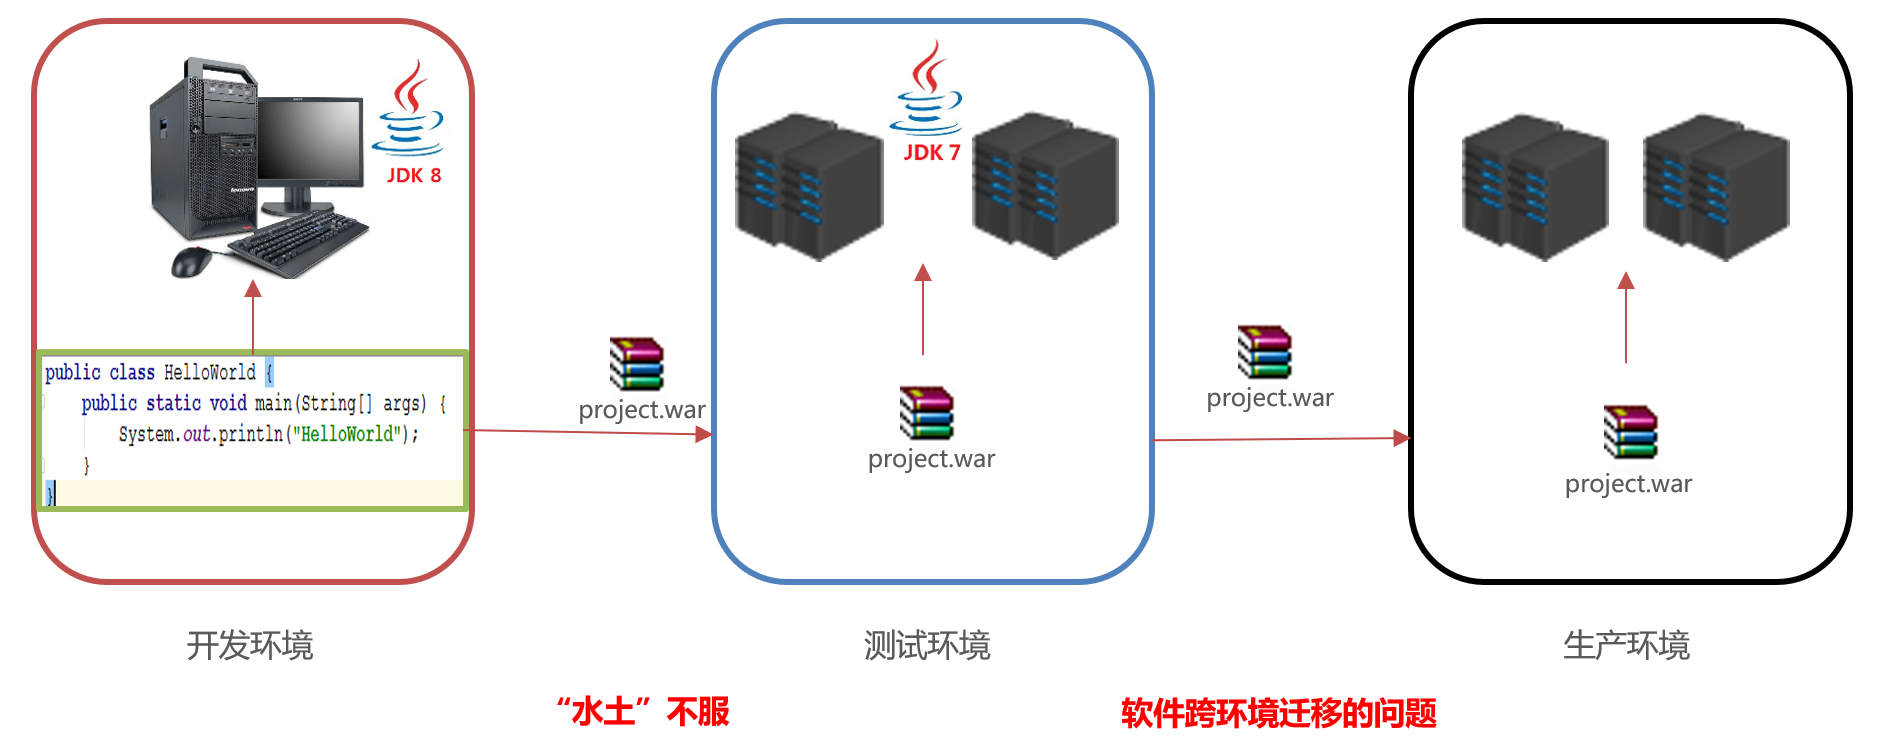 JDK 8
public class HelloWorld {
public static void main(String[] args) {
System.out.println("HelloWorld");
}
}
开发环境
project.war
JDK 7
project.war
测试环境
project.war
project.war
生产环境
“水土”不服
软件跨环境迁移的问题